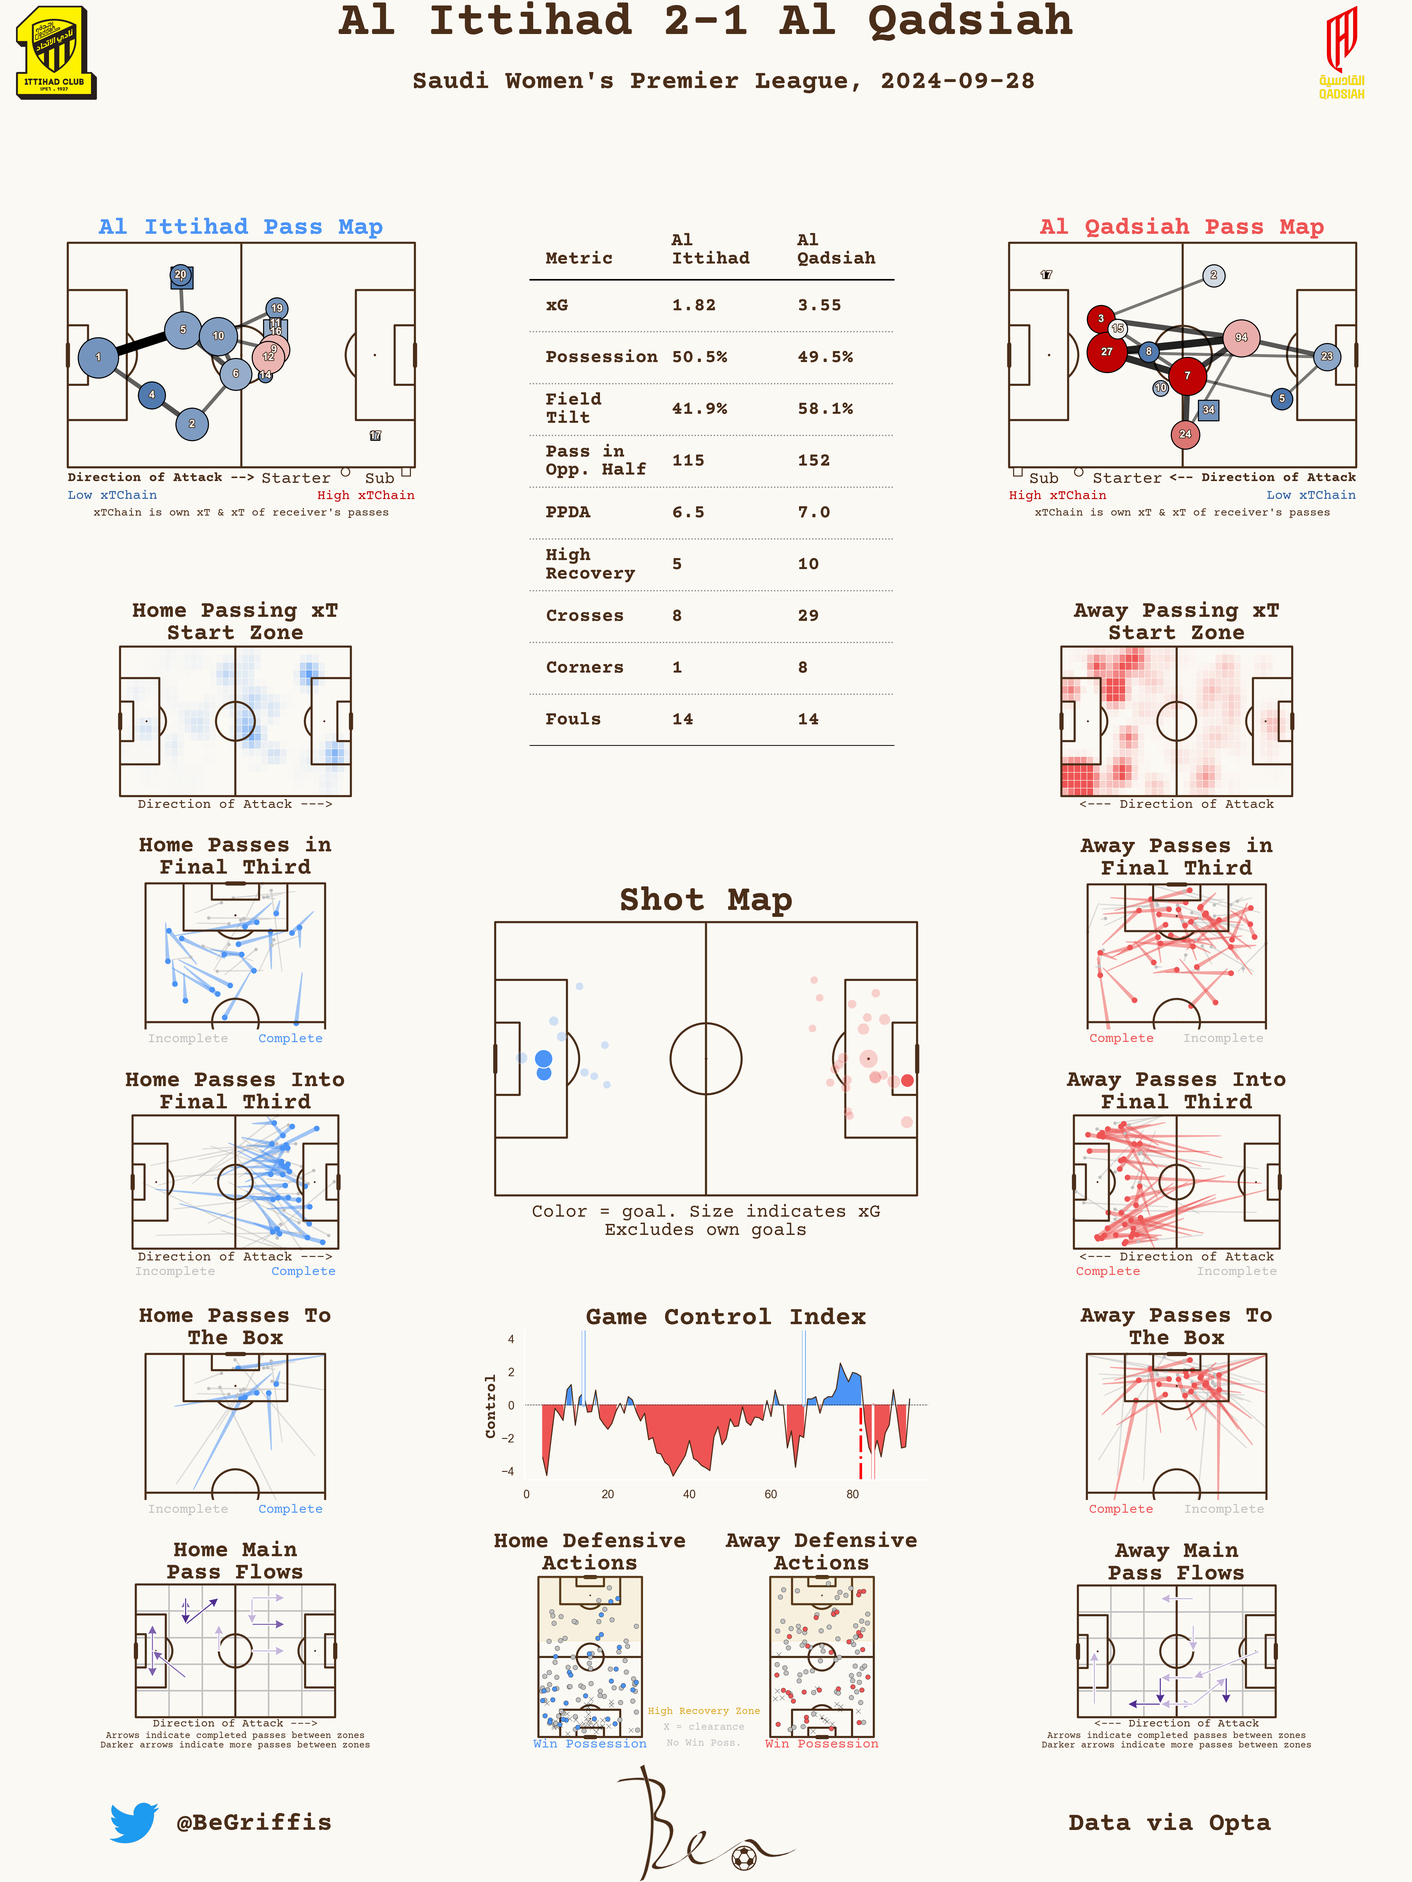 Al Ittihad 2-1 Al Qadsiah
Saudi Women's Premier League, 2024-09-28
ITTIHAD CLUB
القادسية
QADSIAH
Al Ittihad Pass Map
20
19
11
16
5
10
9
12
1
6
14
4
2
17
Direction of Attack --> Starter Sub
Low xTChain High xTChain
xTChain is own xT & xT of receiver's passes
Metric Al Ittihad Al Qadsiah
xG 1.82 3.55
Possession 50.5% 49.5%
Field Tilt 41.9% 58.1%
Pass in Opp. Half 115 152
PPDA 6.5 7.0
High Recovery 5 10
Crosses 8 29
Corners 1 8
Fouls 14 14
Al Qadsiah Pass Map
17
2
3
15
94
27
8
23
7
10
5
34
24
Sub Starter <-- Direction of Attack
High xTChain Low xTChain
xTChain is own xT & xT of receiver's passes
Home Passing xT
Start Zone
Direction of Attack --->
Away Passing xT
Start Zone
<--- Direction of Attack
Home Passes in
Final Third
Incomplete Complete
Away Passes in
Final Third
Complete Incomplete
Shot Map
Color = goal. Size indicates xG
Excludes own goals
Home Passes Into
Final Third
Direction of Attack --->
Incomplete Complete
Away Passes Into
Final Third
<--- Direction of Attack
Complete Incomplete
Home Passes To
The Box
Incomplete Complete
Game Control Index
Control
4
2
0
−2
−4
0 20 40 60 80
Away Passes To
The Box
Complete Incomplete
Home Main
Pass Flows
Direction of Attack --->
Arrows indicate completed passes between zones
Darker arrows indicate more passes between zones
Home Defensive
Actions
Win Possession
Away Defensive
Actions
Win Possession
High Recovery Zone
X = clearance
No Win Poss.
Away Main
Pass Flows
<--- Direction of Attack
Arrows indicate completed passes between zones
Darker arrows indicate more passes between zones
@BeGriffis
Ben
Data via Opta